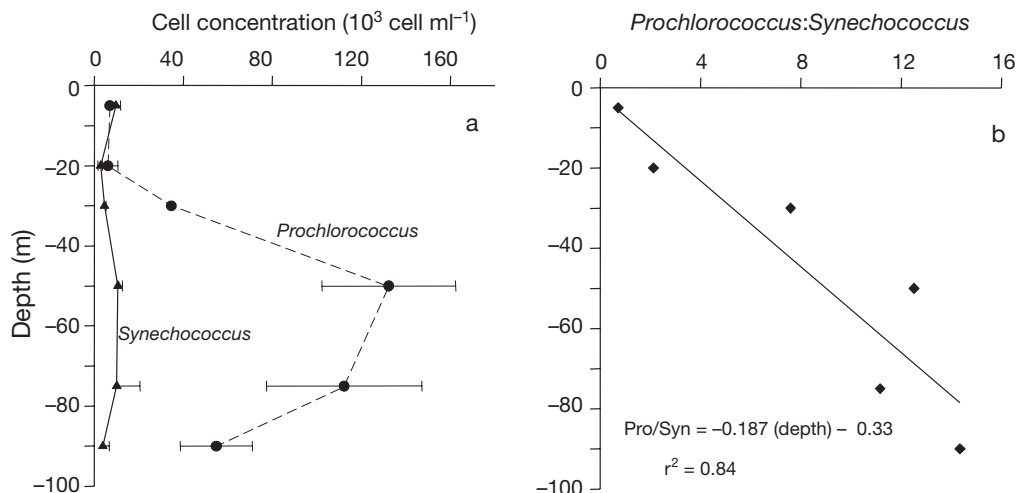 Cell concentration (10³ cell ml⁻¹)
0 40 80 120 160
0
−20
−40
−60
−80
−100
Depth (m)
a
Prochlorococcus
Synechococcus
Prochlorococcus:Synechococcus
0 4 8 12 16
0
−20
−40
−60
−80
−100
b
Pro/Syn = −0.187 (depth) − 0.33
r² = 0.84